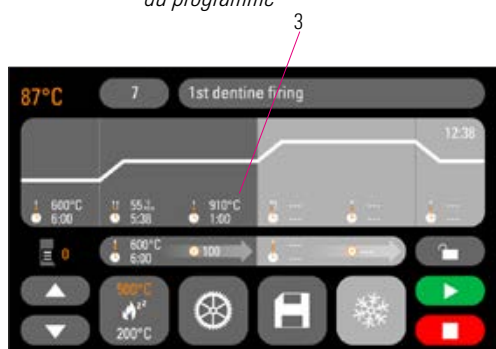 du programme
3
87°C 7 1st dentine firing
12:38
600°C 55 910°C --- --- ---
6:00 5:38 1:00
0 600°C 100 --- ---
6:00
500°C
zz
200°C